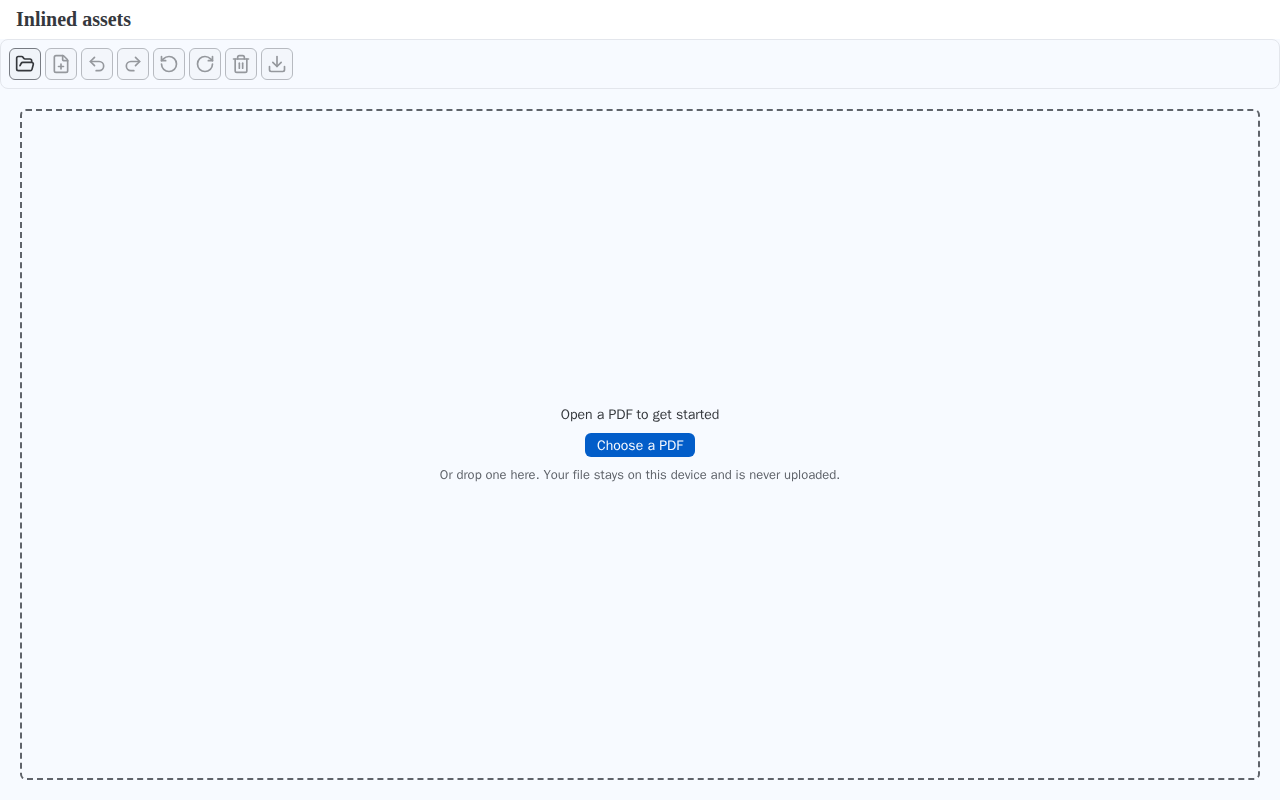 Inlined assets
Open a PDF to get started
Choose a PDF
Or drop one here. Your file stays on this device and is never uploaded.